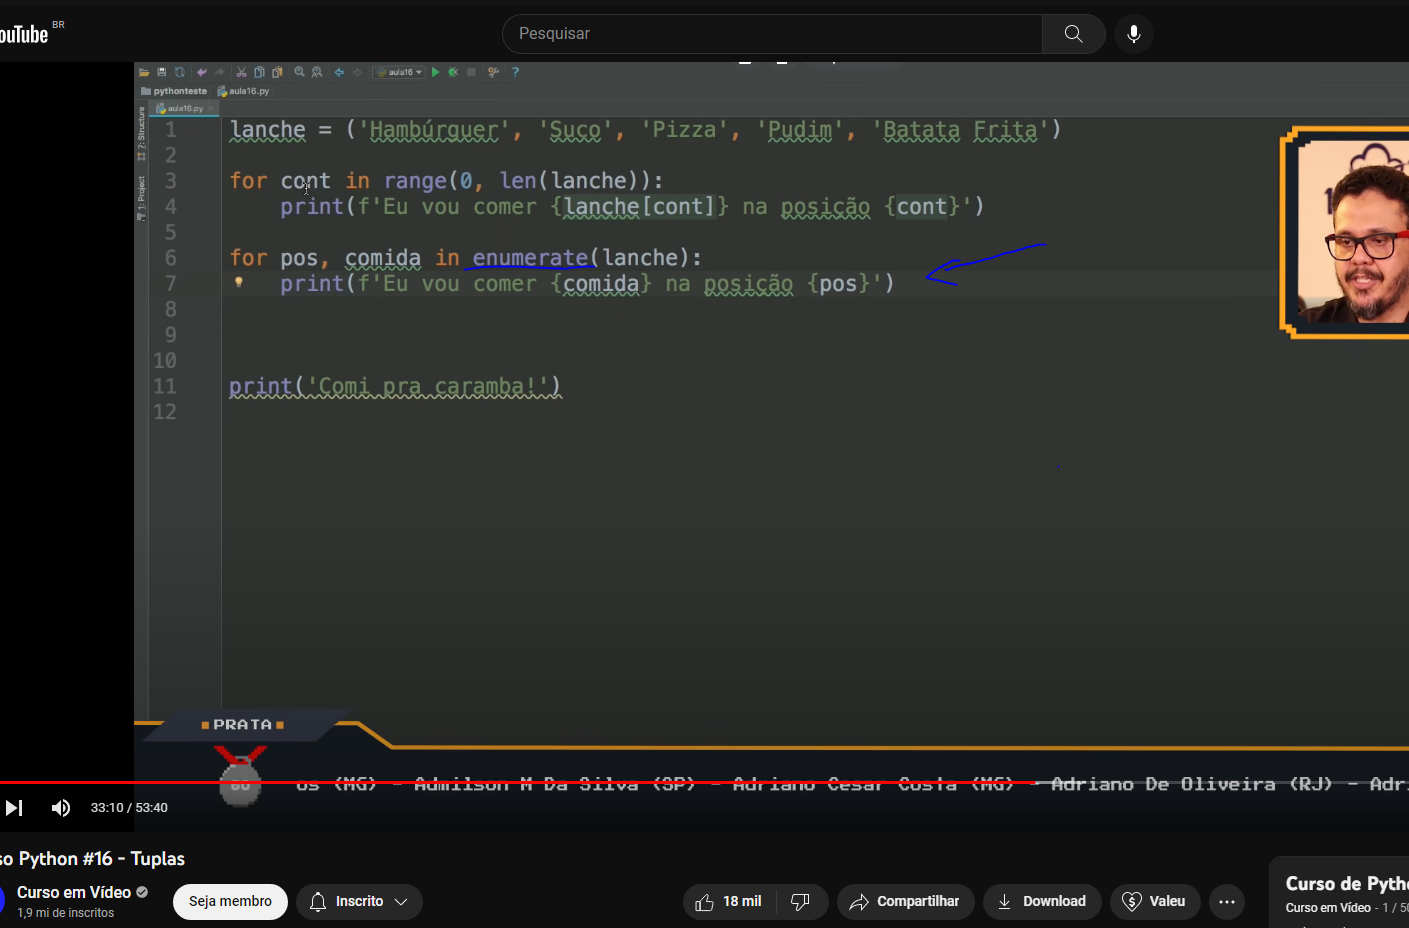 ouTube BR
Pesquisar
aula16
pythonteste aula16.py
aula16.py
7: Structure
1: Project
1 lanche = ('Hambúrguer', 'Suco', 'Pizza', 'Pudim', 'Batata Frita')
2
3 for cont in range(0, len(lanche)):
4 print(f'Eu vou comer {lanche[cont]} na posição {cont}')
5
6 for pos, comida in enumerate(lanche):
7 print(f'Eu vou comer {comida} na posição {pos}')
8
9
10
11 print('Comi pra caramba!')
12
PRATA
os (MG) - Admilson M Da Silva (SP) - Adriano Cesar Costa (MG) - Adriano De Oliveira (RJ) - Adri
33:10 / 53:40
so Python #16 - Tuplas
Curso em Vídeo
1,9 mi de inscritos
Seja membro
Inscrito
18 mil
Compartilhar
Download
Valeu
Curso de Pyth
Curso em Vídeo - 1 / 50